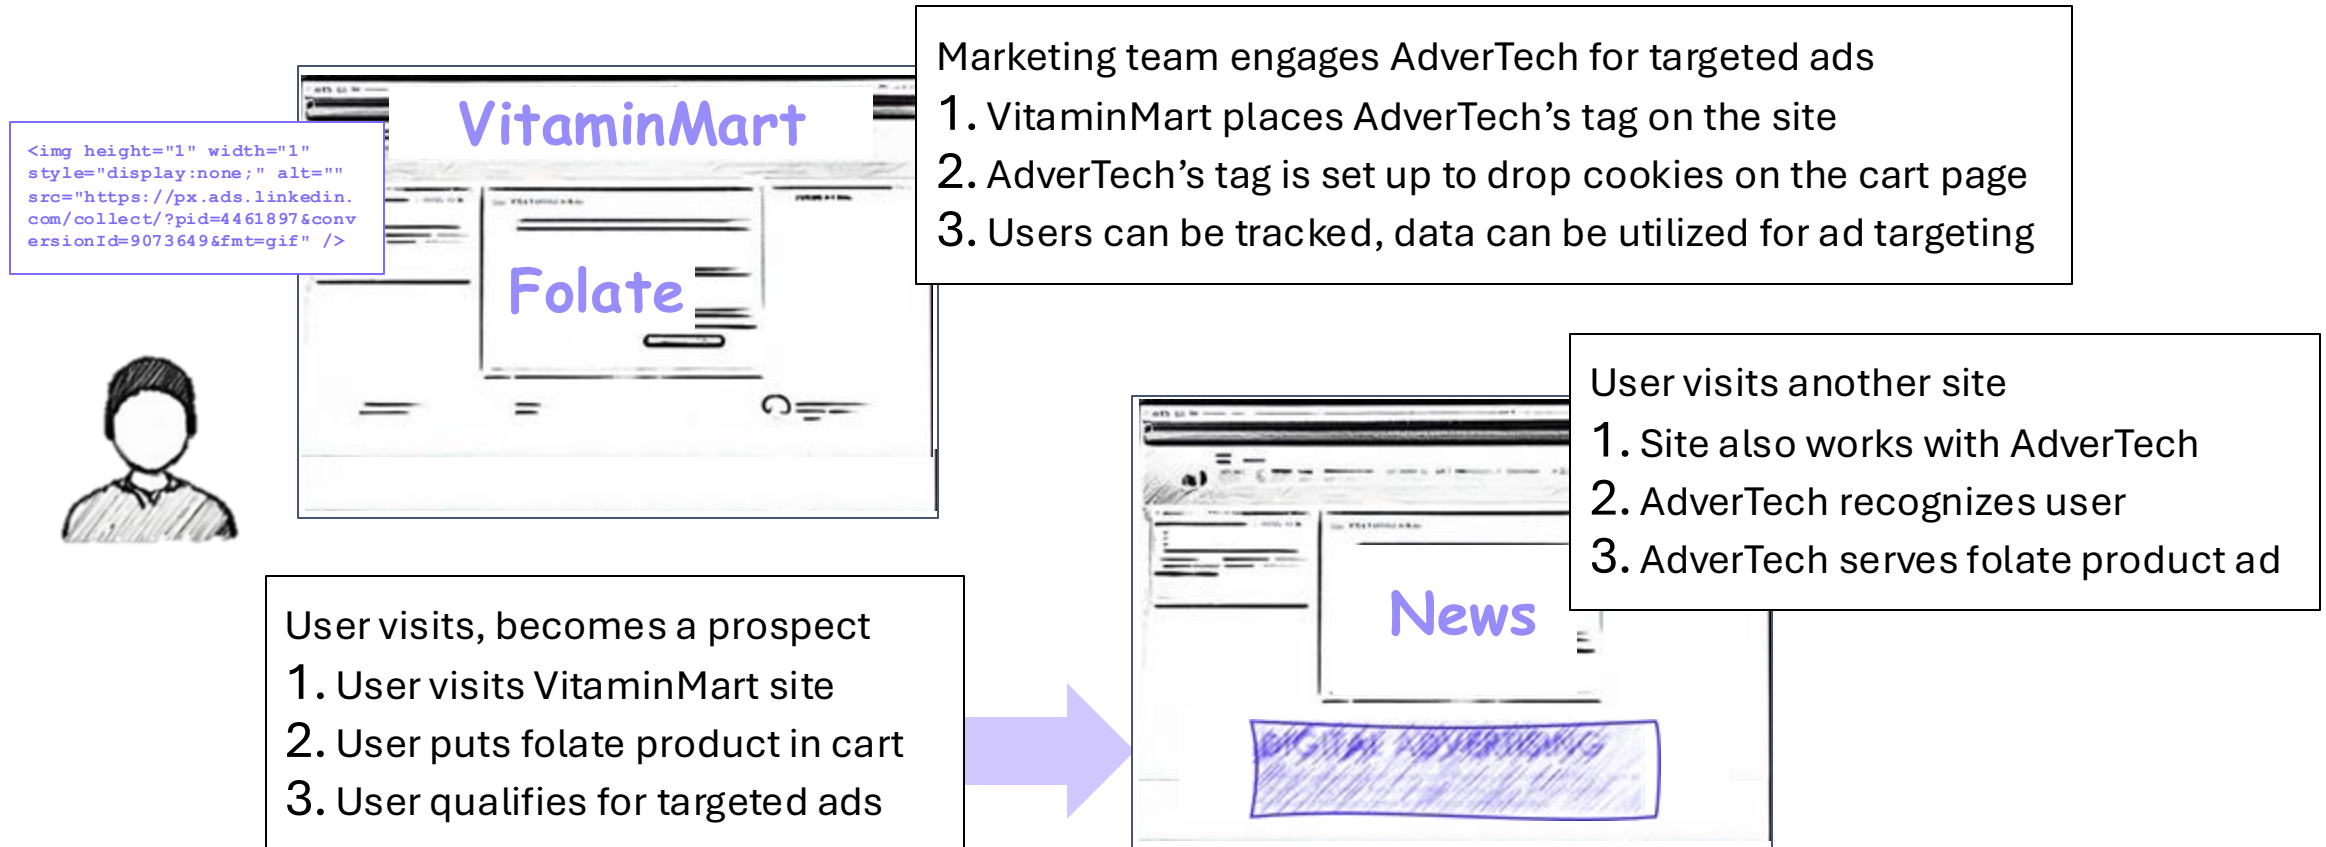 Marketing team engages AdverTech for targeted ads
1. VitaminMart places AdverTech’s tag on the site
2. AdverTech’s tag is set up to drop cookies on the cart page
3. Users can be tracked, data can be utilized for ad targeting
VitaminMart
<img height="1" width="1"
style="display:none;" alt=""
src="https://px.ads.linkedin.
com/collect/?pid=4461897&conv
ersionId=9073649&fmt=gif" />
Folate
User visits, becomes a prospect
1. User visits VitaminMart site
2. User puts folate product in cart
3. User qualifies for targeted ads
User visits another site
1. Site also works with AdverTech
2. AdverTech recognizes user
3. AdverTech serves folate product ad
News
DIGITAL ADVERTISING